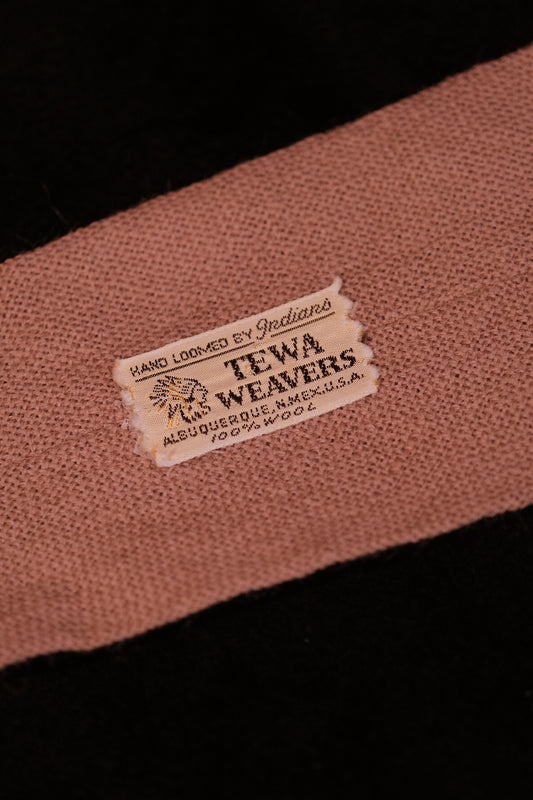 HAND LOOMED BY Indians
TEWA
WEAVERS
ALBUQUERQUE, N. MEX. U.S.A.
100% WOOL